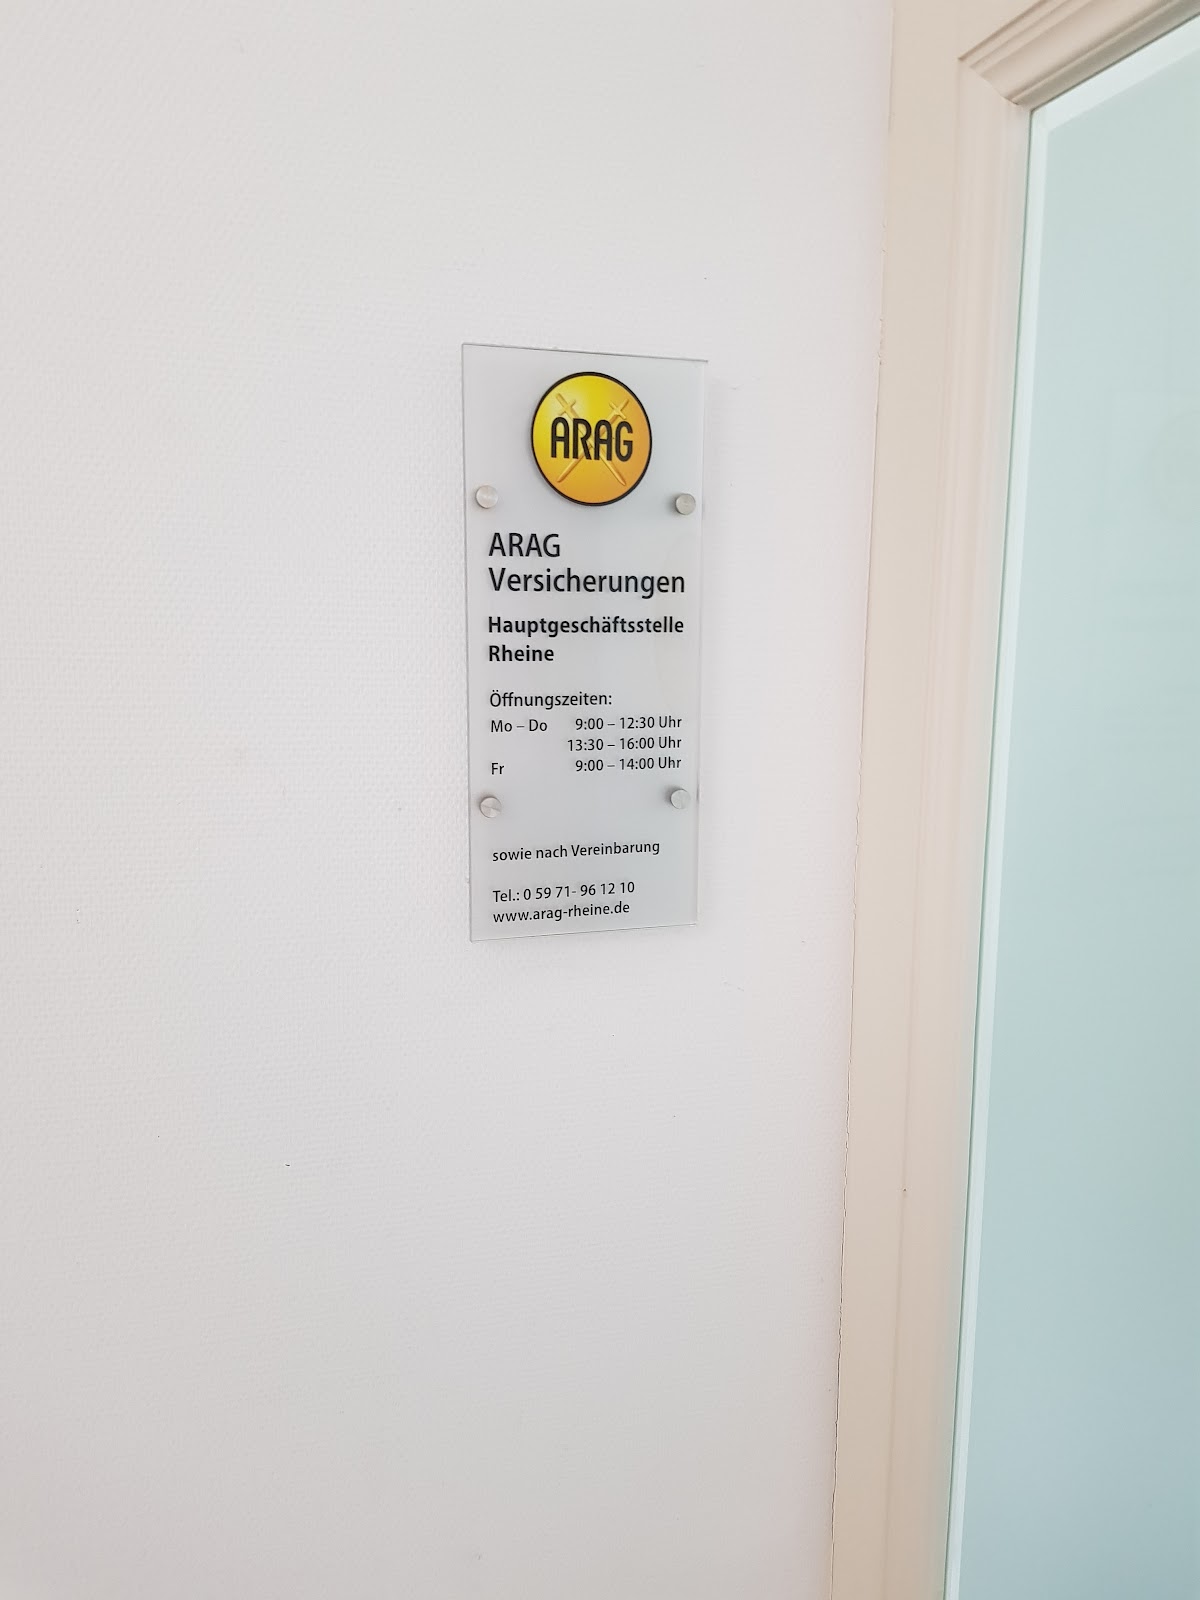 ARAG
ARAG
Versicherungen
Hauptgeschäftsstelle
Rheine
Öffnungszeiten:
Mo – Do 9:00 – 12:30 Uhr
13:30 – 16:00 Uhr
Fr 9:00 – 14:00 Uhr
sowie nach Vereinbarung
Tel.: 0 59 71- 96 12 10
www.arag-rheine.de